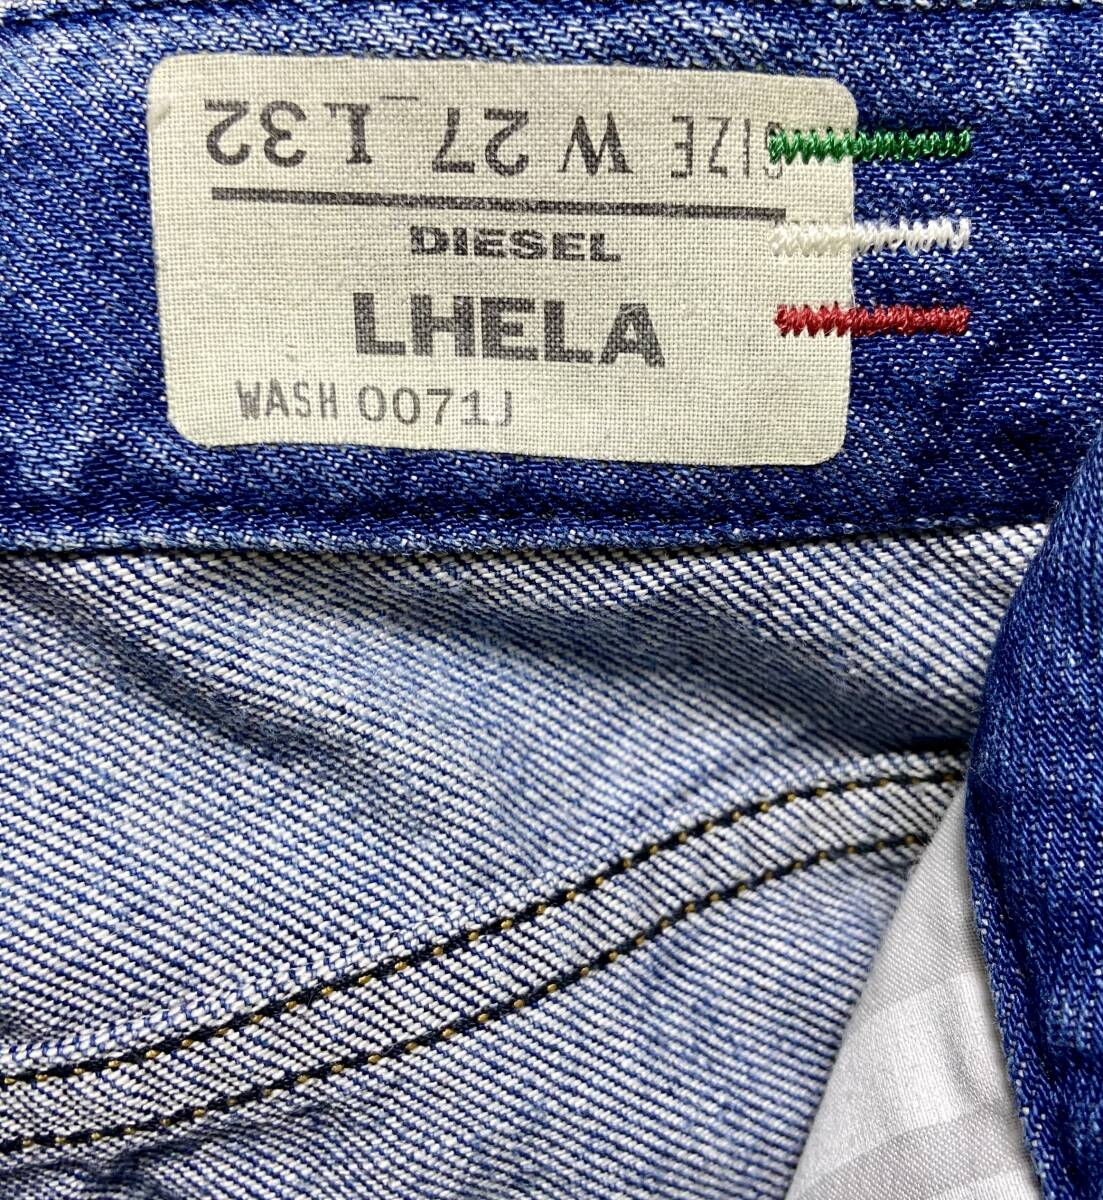 SIZE W 27 L 32
DIESEL
LHELA
WASH 0071J